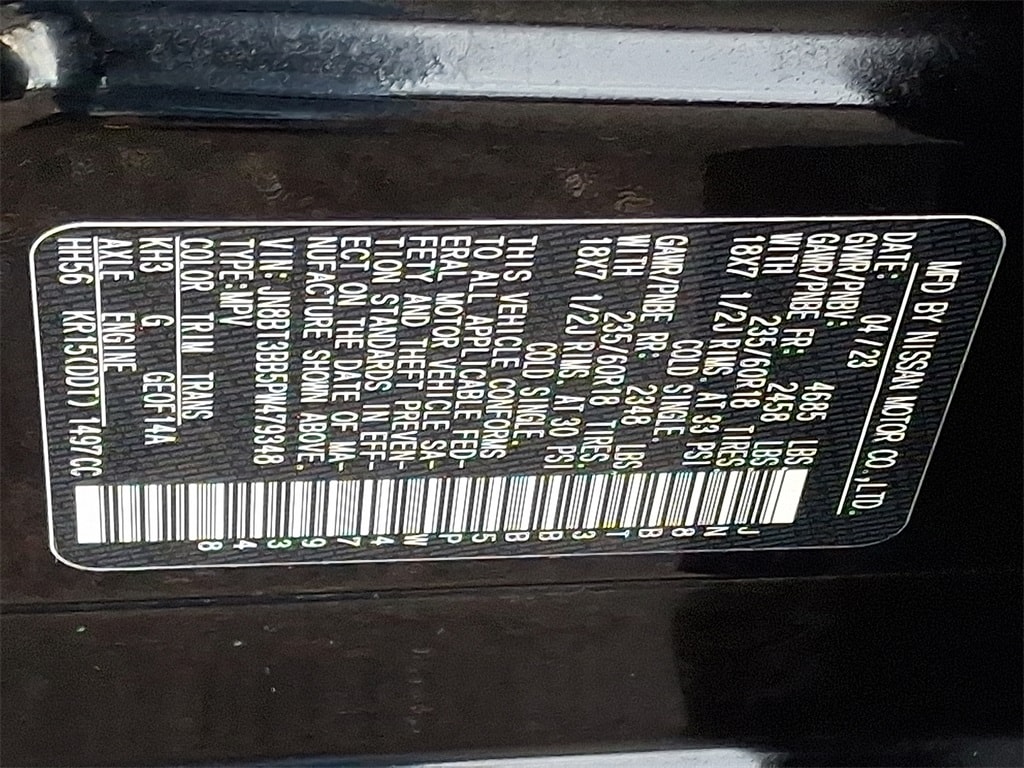 MFD BY NISSAN MOTOR CO., LTD.
DATE: 04/23
GVWR/PNBV: 4685 LBS
GAWR/PNBE FR: 2458 LBS
WITH 235/60R18 TIRES
18X7 1/2J RIMS. AT 33 PSI
COLD SINGLE.
GAWR/PNBE RR: 2348 LBS
WITH 235/60R18 TIRES.
18X7 1/2J RIMS. AT 30 PSI
COLD SINGLE.
THIS VEHICLE CONFORMS
TO ALL APPLICABLE FED-
ERAL MOTOR VEHICLE SA-
FETY AND THEFT PREVEN-
TION STANDARDS IN EFF-
ECT ON THE DATE OF MA-
NUFACTURE SHOWN ABOVE.
VIN: JN8BT3BB5PW479348
TYPE: MPV
COLOR TRIM TRANS
KH3 G GEOF14A
AXLE ENGINE
HH56 KR15(DDT) 1497CC
JN8BT3BB5PW479348